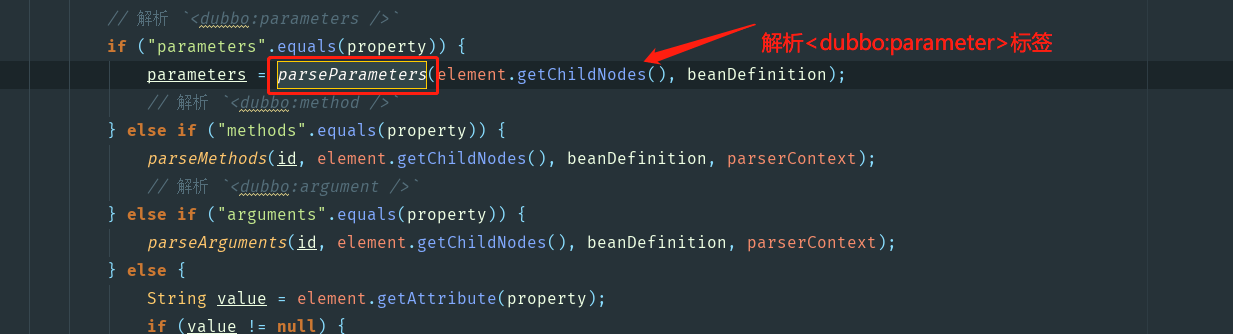 // 解析 `<dubbo:parameters />`
if ("parameters".equals(property)) {
解析<dubbo:parameter>标签
parameters = parseParameters(element.getChildNodes(), beanDefinition);
// 解析 `<dubbo:method />`
} else if ("methods".equals(property)) {
parseMethods(id, element.getChildNodes(), beanDefinition, parserContext);
// 解析 `<dubbo:argument />`
} else if ("arguments".equals(property)) {
parseArguments(id, element.getChildNodes(), beanDefinition, parserContext);
} else {
String value = element.getAttribute(property);
if (value != null) {